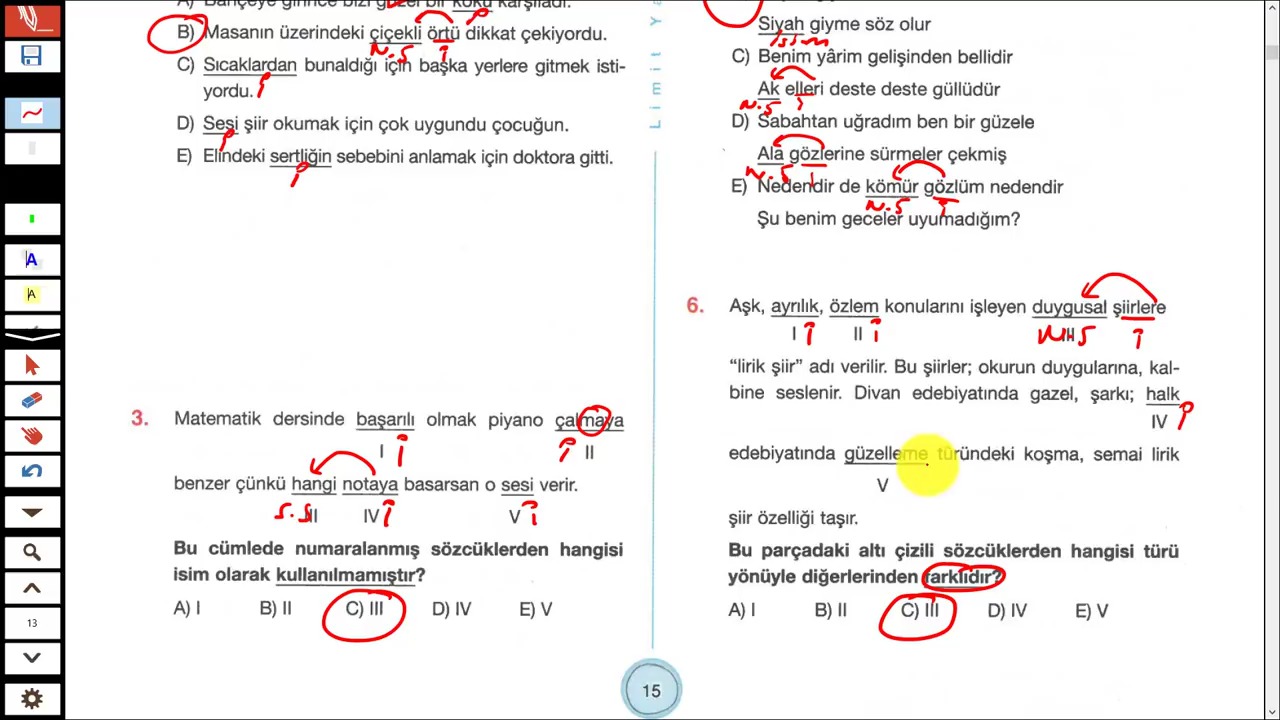 A) Bahçeye girince bizi güzel bir koku karşıladı.
B) Masanın üzerindeki çiçekli örtü dikkat çekiyordu.
N.S i
C) Sıcaklardan bunaldığı için başka yerlere gitmek isti-
yordu.
i
D) Sesi şiir okumak için çok uygundu çocuğun.
i
E) Elindeki sertliğin sebebini anlamak için doktora gitti.
i
3. Matematik dersinde başarılı olmak piyano çalmaya
I i i II
benzer çünkü hangi notaya basarsan o sesi verir.
S.S III IV i V i
Bu cümlede numaralanmış sözcüklerden hangisi
isim olarak kullanılmamıştır?
A) I B) II C) III D) IV E) V
Siyah giyme söz olur
isim
C) Benim yârim gelişinden bellidir
Ak elleri deste deste güllüdür
N.S i
D) Sabahtan uğradım ben bir güzele
Ala gözlerine sürmeler çekmiş
N.S i
E) Nedendir de kömür gözlüm nedendir
N.S i
Şu benim geceler uyumadığım?
6. Aşk, ayrılık, özlem konularını işleyen duygusal şiirlere
I i II i N.S i
"lirik şiir" adı verilir. Bu şiirler; okurun duygularına, kal-
bine seslenir. Divan edebiyatında gazel, şarkı; halk
IV i
edebiyatında güzelleme türündeki koşma, semai lirik
V
şiir özelliği taşır.
Bu parçadaki altı çizili sözcüklerden hangisi türü
yönüyle diğerlerinden farklıdır?
A) I B) II C) III D) IV E) V
Limit Y
15
A
A
13